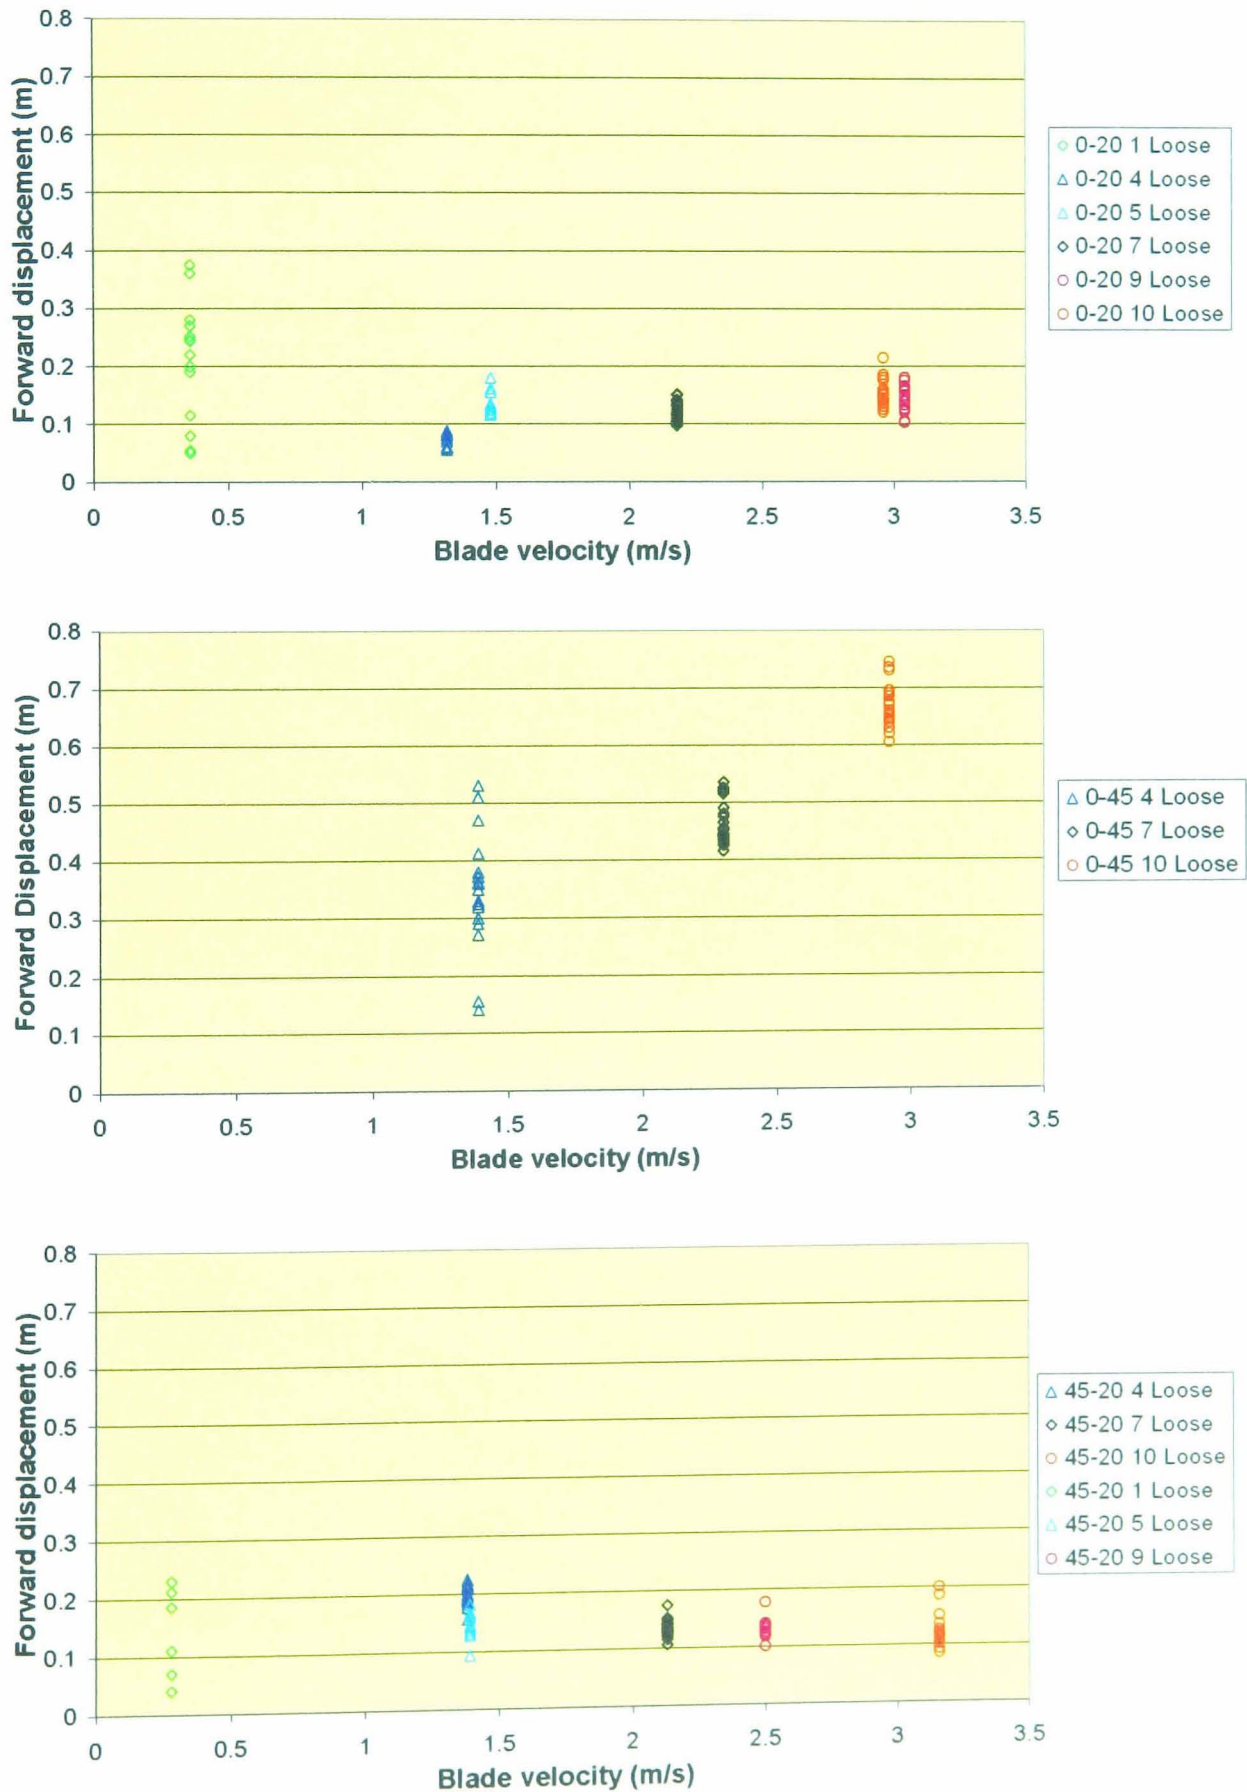 0.8
0.7
0.6
0.5
0.4
0.3
0.2
0.1
0
Forward displacement (m)
0 0.5 1 1.5 2 2.5 3 3.5
Blade velocity (m/s)
0-20 1 Loose
0-20 4 Loose
0-20 5 Loose
0-20 7 Loose
0-20 9 Loose
0-20 10 Loose
0.8
0.7
0.6
0.5
0.4
0.3
0.2
0.1
0
Forward Displacement (m)
0 0.5 1 1.5 2 2.5 3 3.5
Blade velocity (m/s)
0-45 4 Loose
0-45 7 Loose
0-45 10 Loose
0.8
0.7
0.6
0.5
0.4
0.3
0.2
0.1
0
Forward displacement (m)
0 0.5 1 1.5 2 2.5 3 3.5
Blade velocity (m/s)
45-20 4 Loose
45-20 7 Loose
45-20 10 Loose
45-20 1 Loose
45-20 5 Loose
45-20 9 Loose